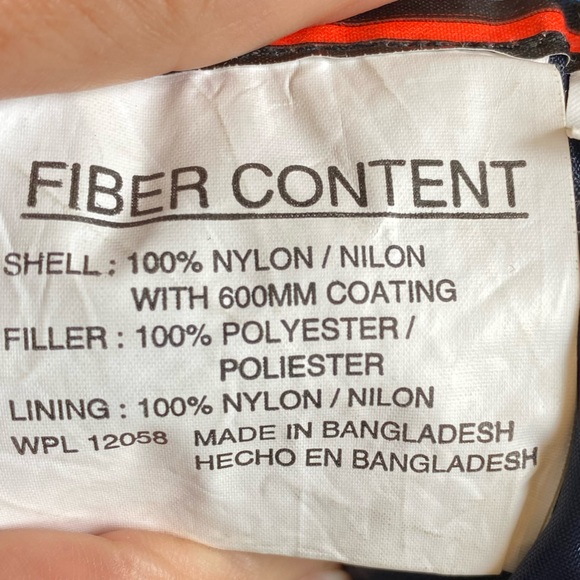 FIBER CONTENT
SHELL : 100% NYLON / NILON
WITH 600MM COATING
FILLER : 100% POLYESTER /
POLIESTER
LINING : 100% NYLON / NILON
WPL 12058 MADE IN BANGLADESH
HECHO EN BANGLADESH